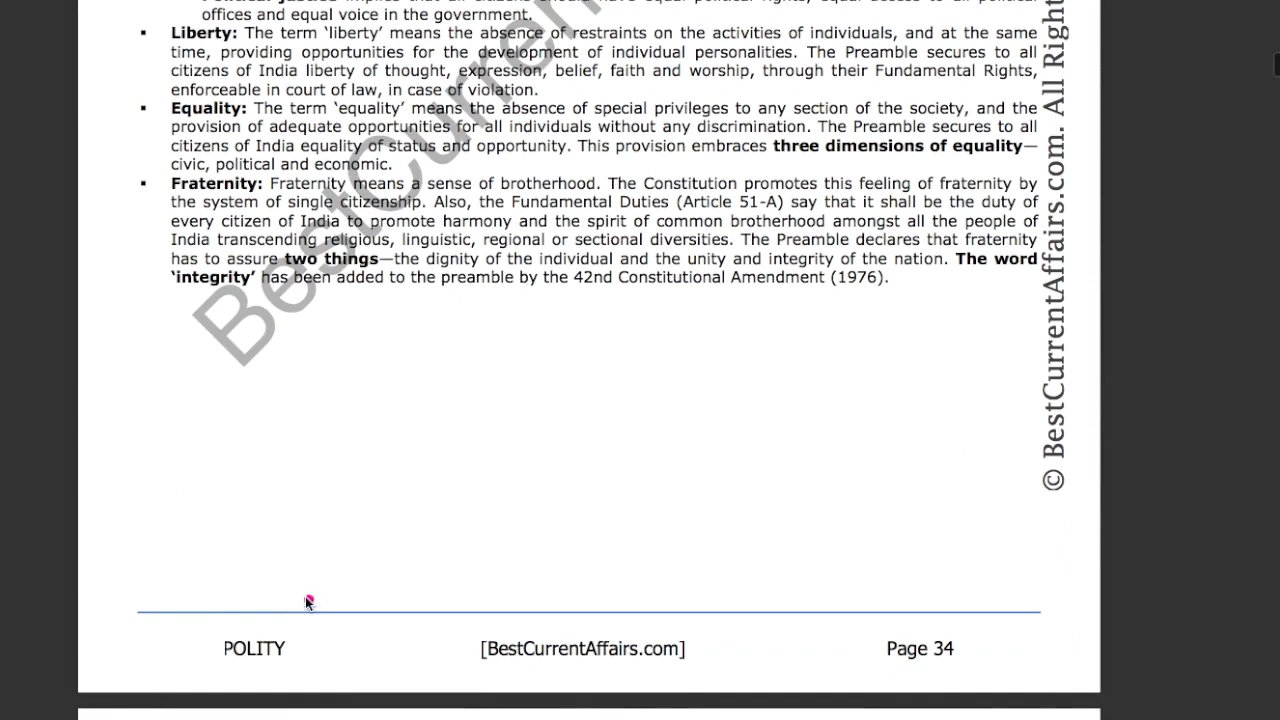 offices and equal voice in the government.
▪ Liberty: The term ‘liberty’ means the absence of restraints on the activities of individuals, and at the same
time, providing opportunities for the development of individual personalities. The Preamble secures to all
citizens of India liberty of thought, expression, belief, faith and worship, through their Fundamental Rights,
enforceable in court of law, in case of violation.
▪ Equality: The term ‘equality’ means the absence of special privileges to any section of the society, and the
provision of adequate opportunities for all individuals without any discrimination. The Preamble secures to all
citizens of India equality of status and opportunity. This provision embraces three dimensions of equality—
civic, political and economic.
▪ Fraternity: Fraternity means a sense of brotherhood. The Constitution promotes this feeling of fraternity by
the system of single citizenship. Also, the Fundamental Duties (Article 51-A) say that it shall be the duty of
every citizen of India to promote harmony and the spirit of common brotherhood amongst all the people of
India transcending religious, linguistic, regional or sectional diversities. The Preamble declares that fraternity
has to assure two things—the dignity of the individual and the unity and integrity of the nation. The word
‘integrity’ has been added to the preamble by the 42nd Constitutional Amendment (1976).
BestCurren
© BestCurrentAffairs.com. All Right
POLITY [BestCurrentAffairs.com] Page 34